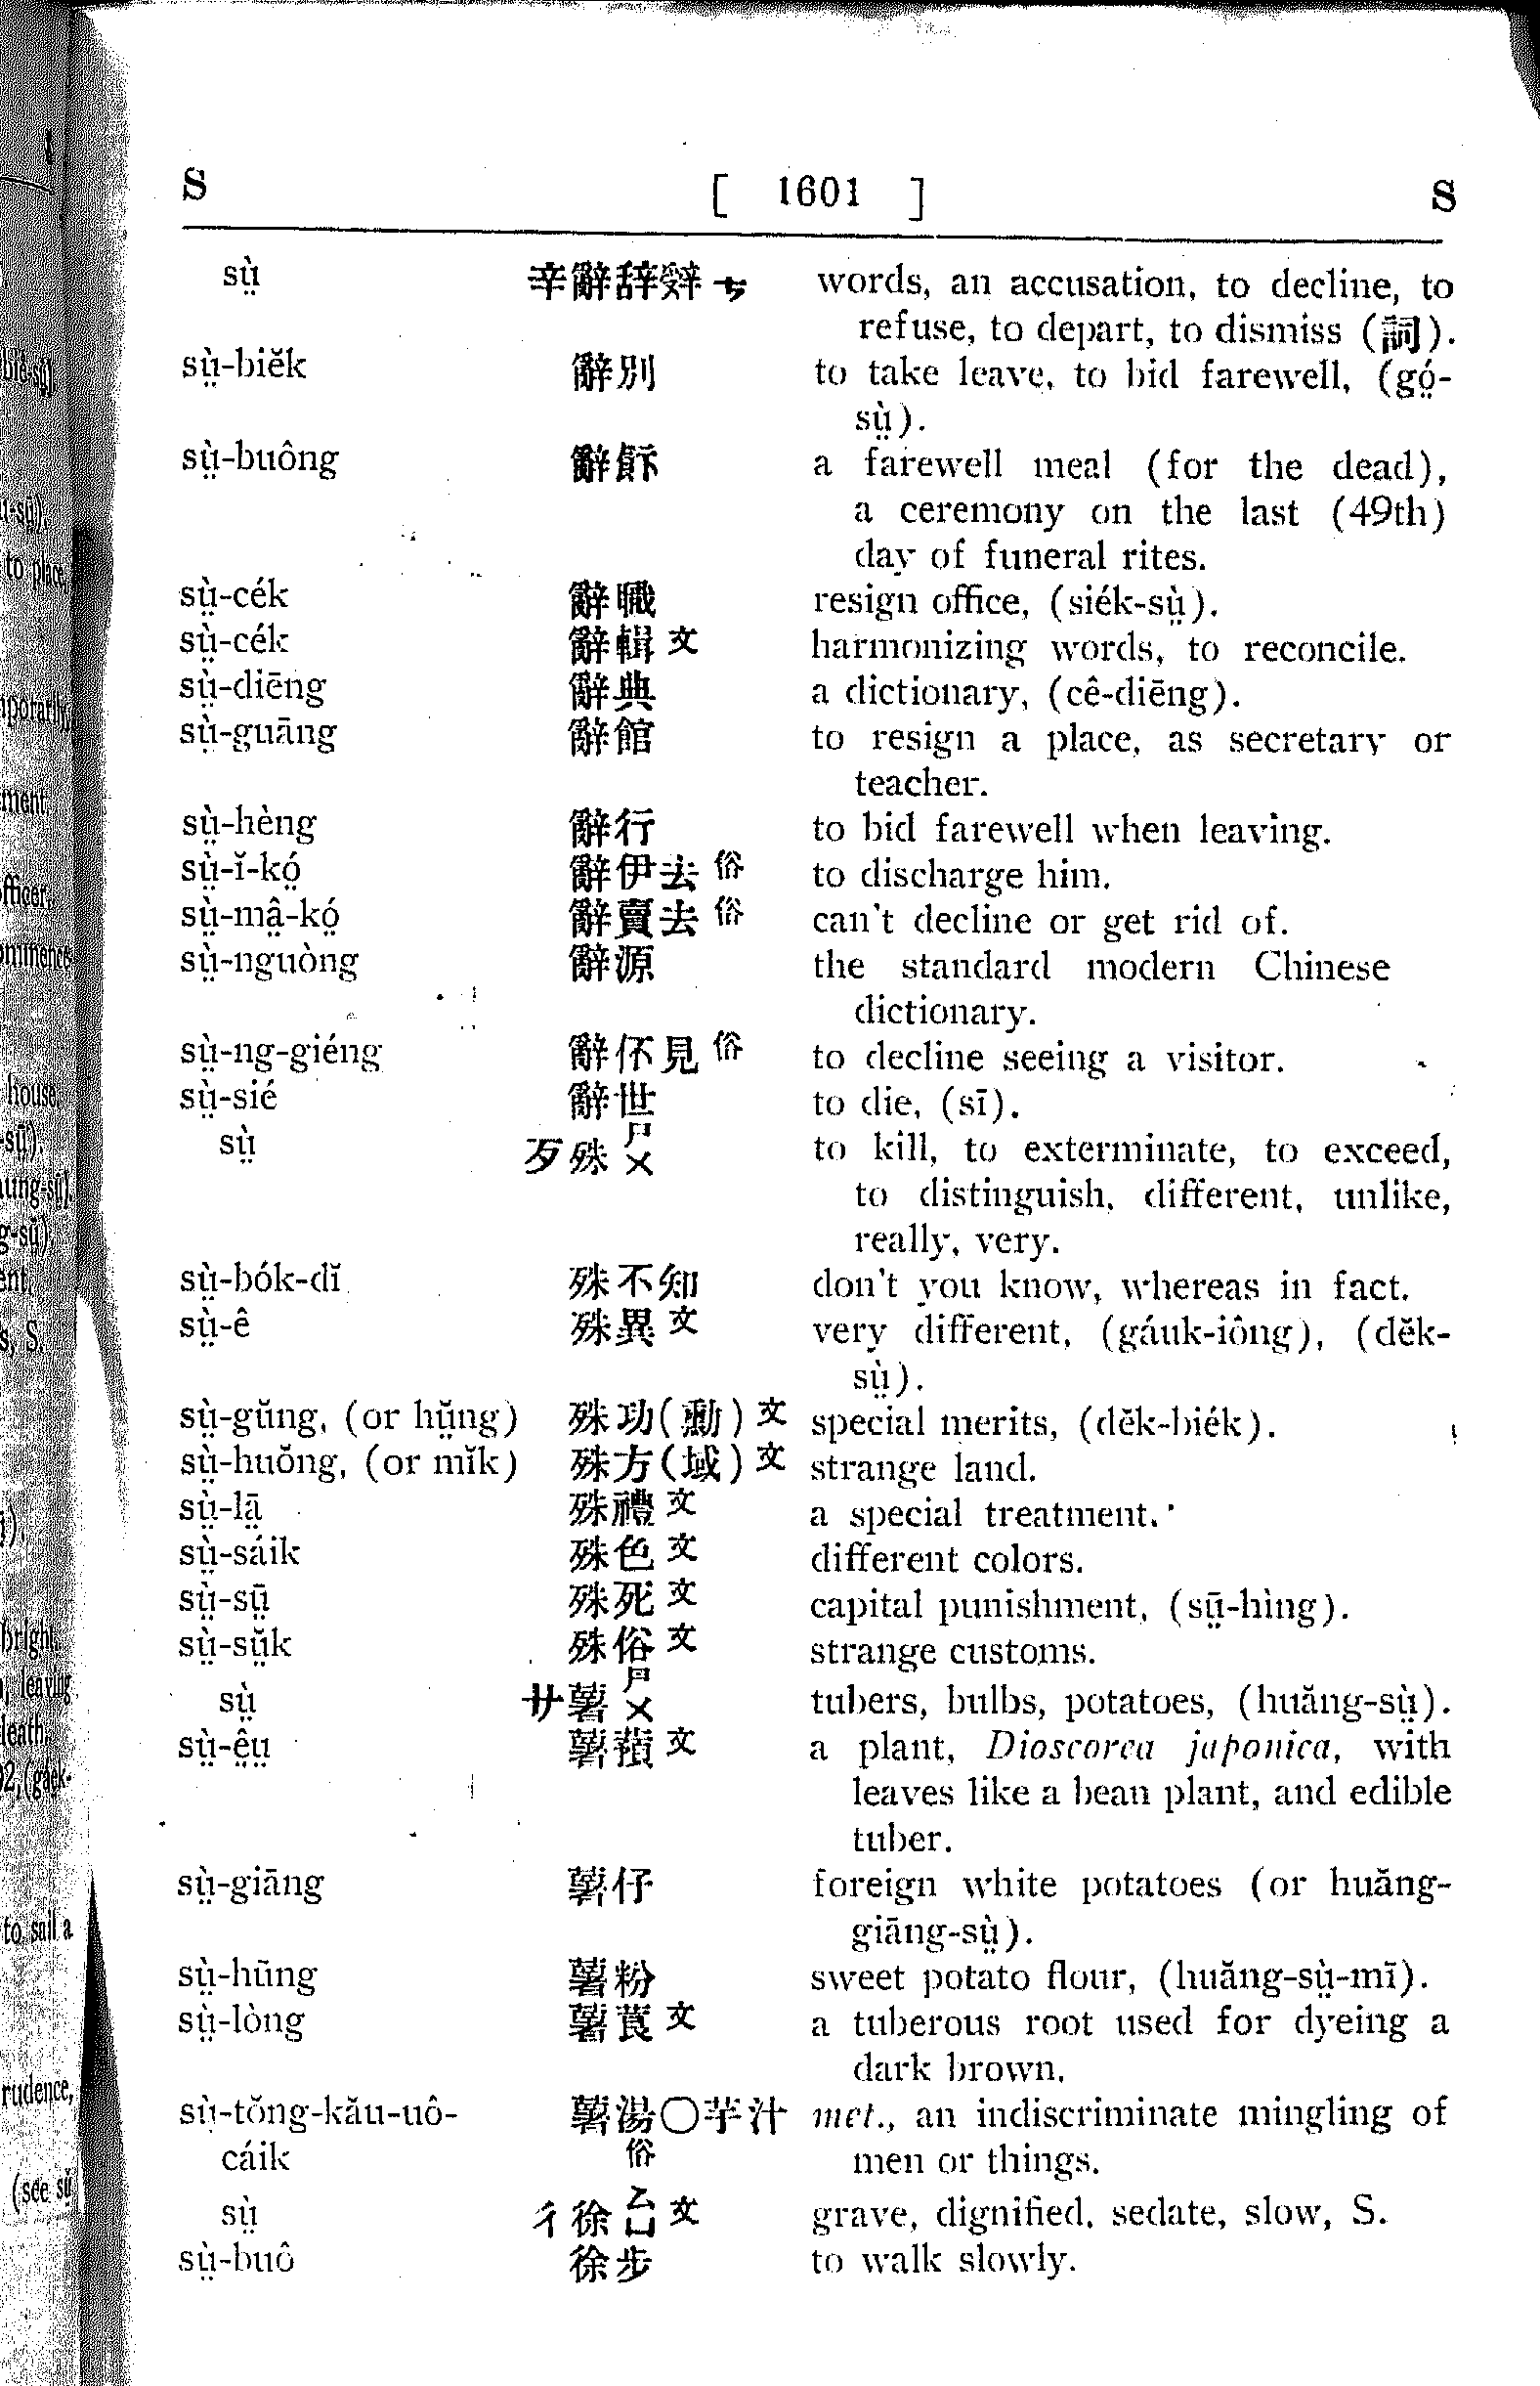 S [ 1601 ] S
sṳ̀ 辛辭辞辤ㄘ words, an accusation, to decline, to
refuse, to depart, to dismiss (詞).
sṳ̀-biĕk 辭別 to take leave, to bid farewell, (gó̤-
sṳ̀).
sṳ̀-buông 辭飰 a farewell meal (for the dead),
a ceremony on the last (49th)
day of funeral rites.
sṳ̀-cék 辭職 resign office, (siék-sṳ̀).
sṳ̀-cék 辭輯文 harmonizing words, to reconcile.
sṳ̀-diēng 辭典 a dictionary, (cê-diēng).
sṳ̀-guāng 辭館 to resign a place, as secretary or
teacher.
sṳ̀-hèng 辭行 to bid farewell when leaving.
sṳ̀-ĭ-kó̤ 辭伊去俗 to discharge him.
sṳ̀-mâ̤-kó̤ 辭賣去俗 can't decline or get rid of.
sṳ̀-nguòng 辭源 the standard modern Chinese
dictionary.
sṳ̀-ng-giéng 辭伓見俗 to decline seeing a visitor.
sṳ̀-sié 辭世 to die, (sī).
sṳ̀ 歹殊ㄕㄨ to kill, to exterminate, to exceed,
to distinguish, different, unlike,
really, very.
sṳ̀-bók-dĭ 殊不知 don't you know, whereas in fact.
sṳ̀-ê 殊異文 very different, (gáuk-iông), (dĕk-
sṳ̀).
sṳ̀-gŭng, (or hṳ̆ng) 殊功(勳)文 special merits, (dĕk-biék).
sṳ̀-huŏng, (or mĭk) 殊方(域)文 strange land.
sṳ̀-lā̤ 殊禮文 a special treatment.
sṳ̀-sáik 殊色文 different colors.
sṳ̀-sṳ̄ 殊死文 capital punishment, (sṳ̄-hìng).
sṳ̀-sṳ̆k 殊俗文 strange customs.
sṳ̀ 艹薯ㄕㄨ tubers, bulbs, potatoes, (huăng-sṳ̀).
sṳ̀-ê̤ṳ 薯蕷文 a plant, Dioscorea japonica, with
leaves like a bean plant, and edible
tuber.
sṳ̀-giāng 薯仔 foreign white potatoes (or huăng-
giāng-sṳ̀).
sṳ̀-hūng 薯粉 sweet potato flour, (huăng-sṳ̀-mī).
sṳ̀-lòng 薯莨文 a tuberous root used for dyeing a
dark brown.
sṳ̀-tŏng-kău-uô- 薯湯〇芋汁 met., an indiscriminate mingling of
cáik 俗 men or things.
sṳ̀ 彳徐ㄙㄩ文 grave, dignified, sedate, slow, S.
sṳ̀-buô 徐步 to walk slowly.